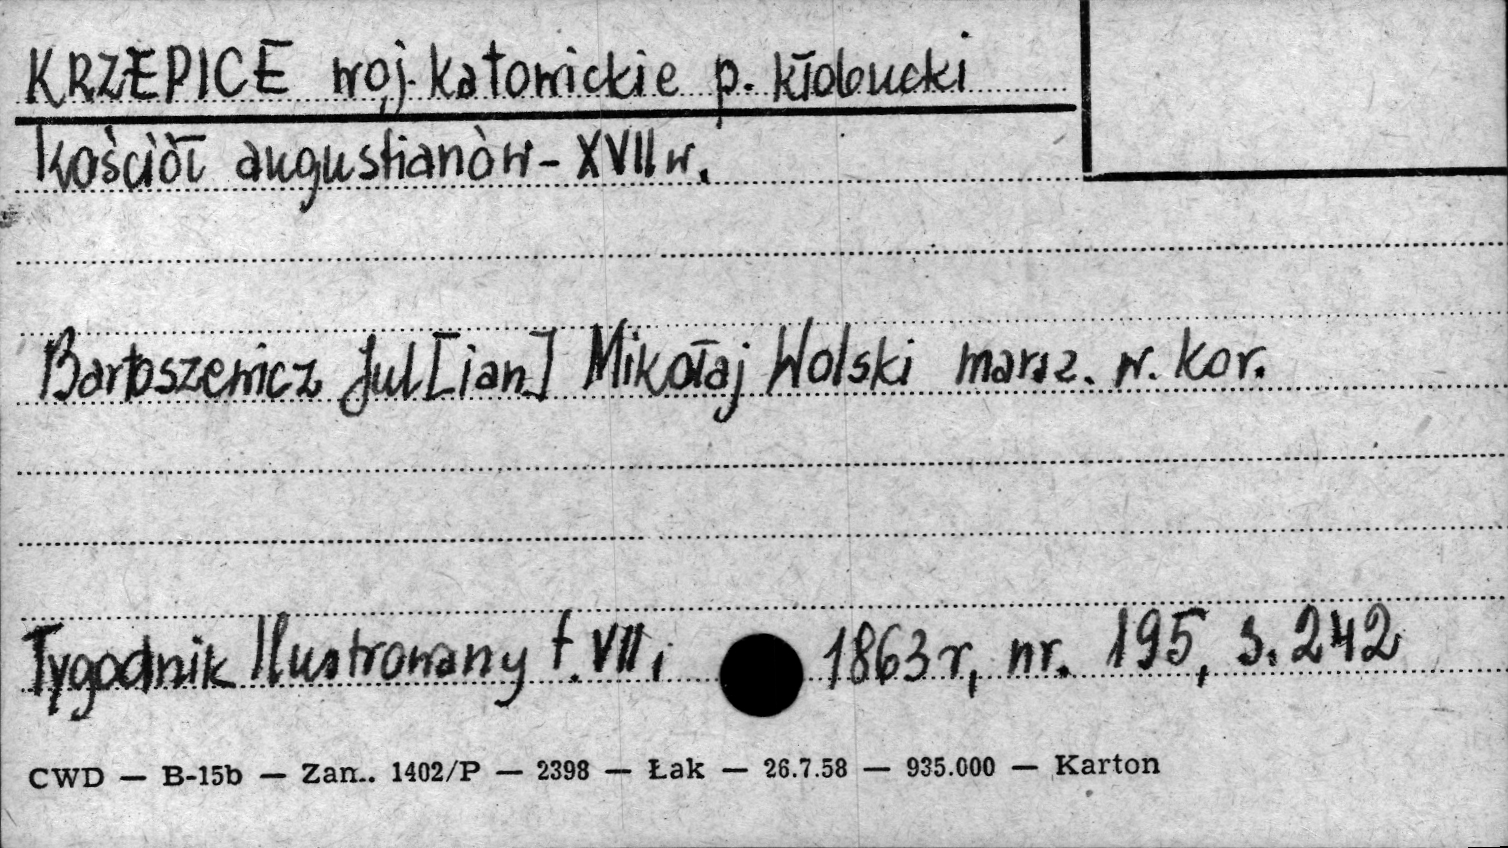 KRZEPICE woj. katowickie p. kłobucki
Kościół augustianów - XVII w.
Bartoszewicz Jul[ian] Mikołaj Wolski marsz. w. kor.
Tygodnik Ilustrowany t. VII, 1863 r, nr. 195, s. 242
CWD — B-15b — Zam.. 1402/P — 2398 — Łak — 26.7.58 — 935.000 — Karton